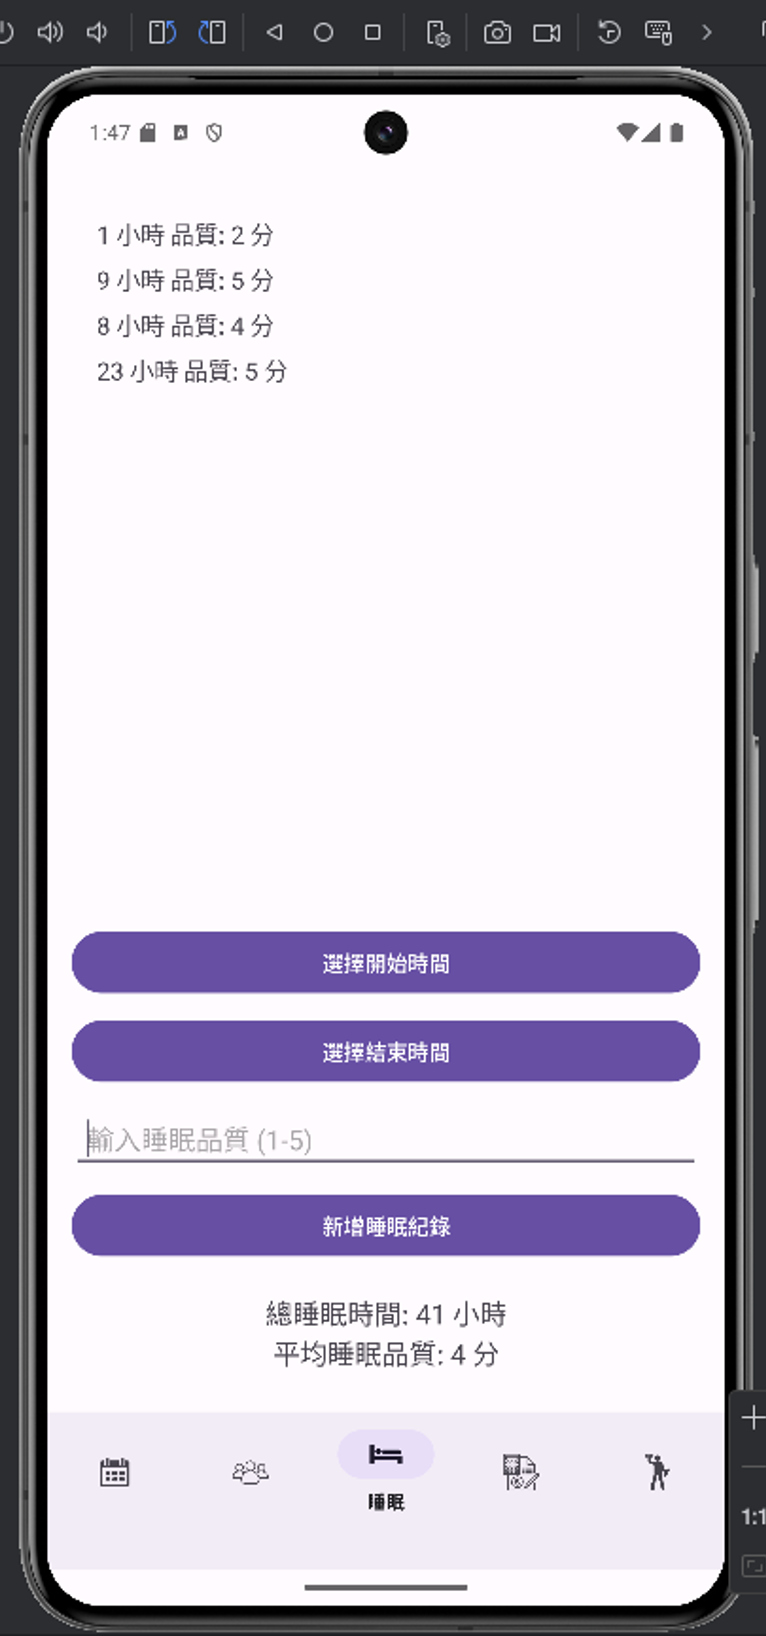 1:47
1 小時 品質: 2 分
9 小時 品質: 5 分
8 小時 品質: 4 分
23 小時 品質: 5 分
選擇開始時間
選擇結束時間
輸入睡眠品質 (1-5)
新增睡眠紀錄
總睡眠時間: 41 小時
平均睡眠品質: 4 分
睡眠